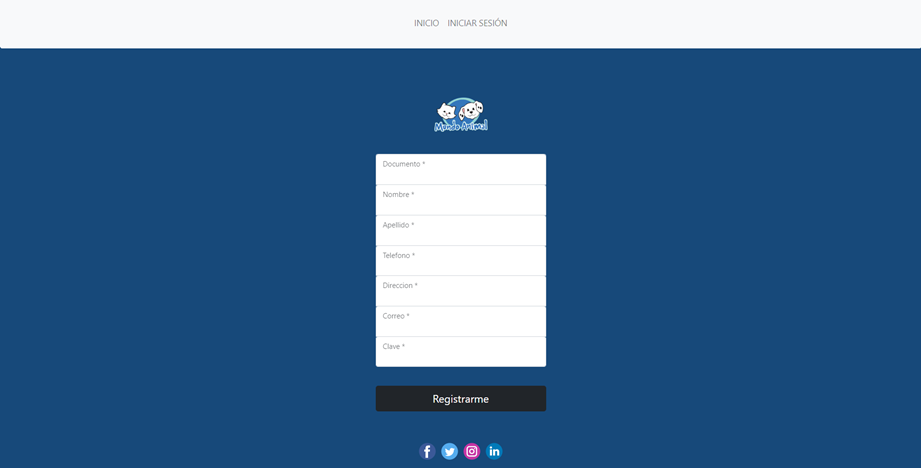 INICIO INICIAR SESIÓN
Mundo Animal
Documento *
Nombre *
Apellido *
Telefono *
Direccion *
Correo *
Clave *
Registrarme